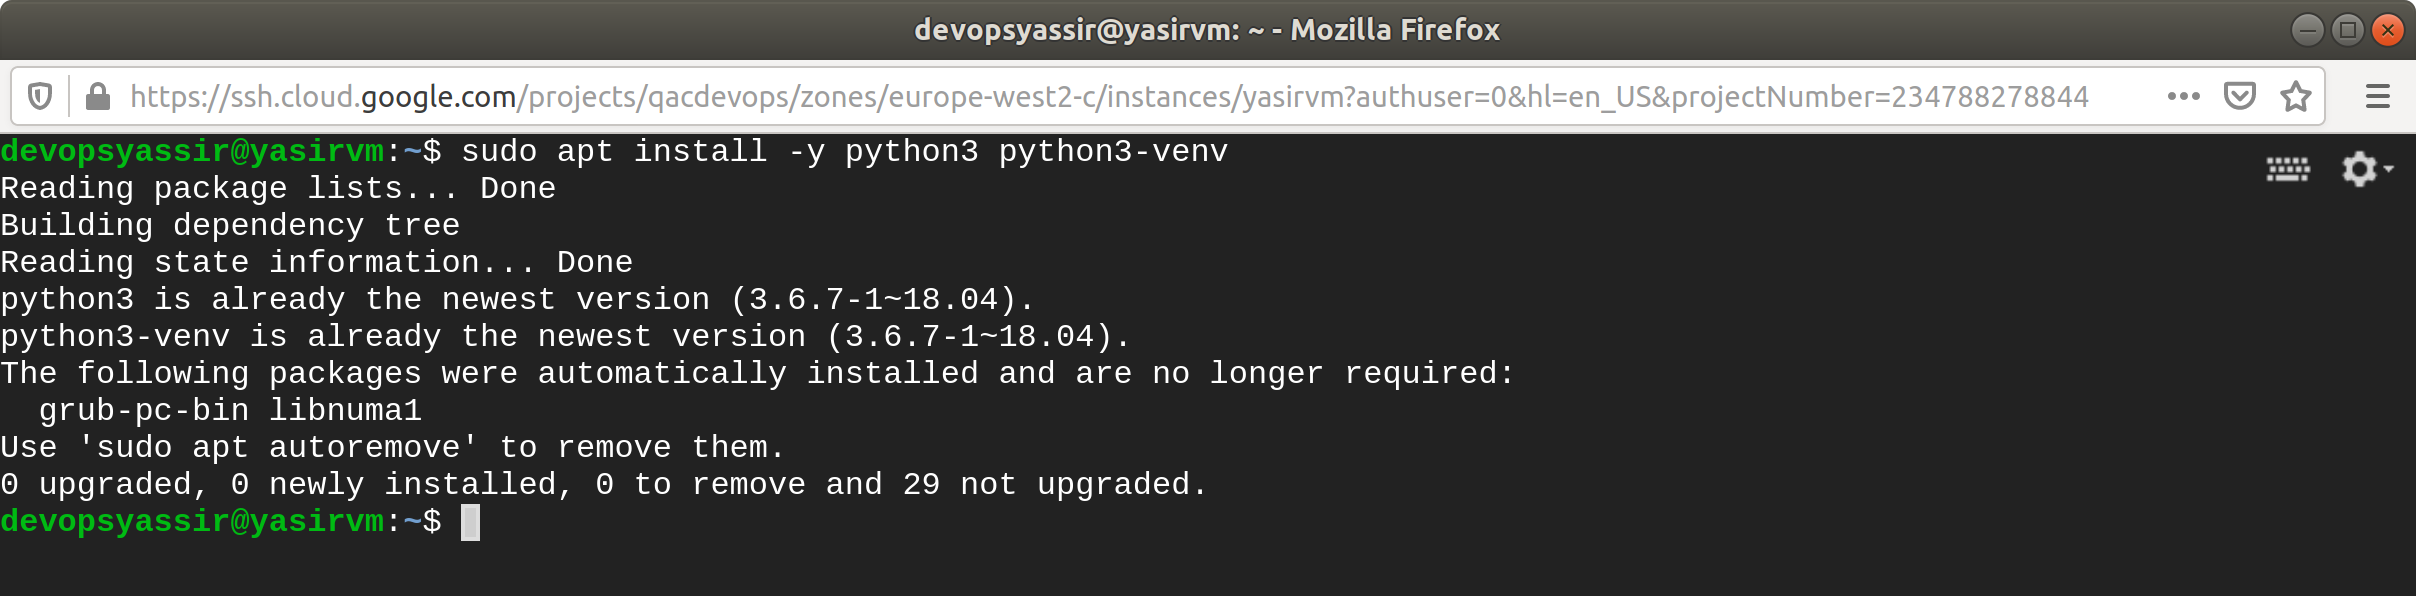 devopsyassir@yasirvm: ~ - Mozilla Firefox
https://ssh.cloud.google.com/projects/qacdevops/zones/europe-west2-c/instances/yasirvm?authuser=0&hl=en_US&projectNumber=234788278844
devopsyassir@yasirvm:~$ sudo apt install -y python3 python3-venv
Reading package lists... Done
Building dependency tree
Reading state information... Done
python3 is already the newest version (3.6.7-1~18.04).
python3-venv is already the newest version (3.6.7-1~18.04).
The following packages were automatically installed and are no longer required:
  grub-pc-bin libnuma1
Use 'sudo apt autoremove' to remove them.
0 upgraded, 0 newly installed, 0 to remove and 29 not upgraded.
devopsyassir@yasirvm:~$